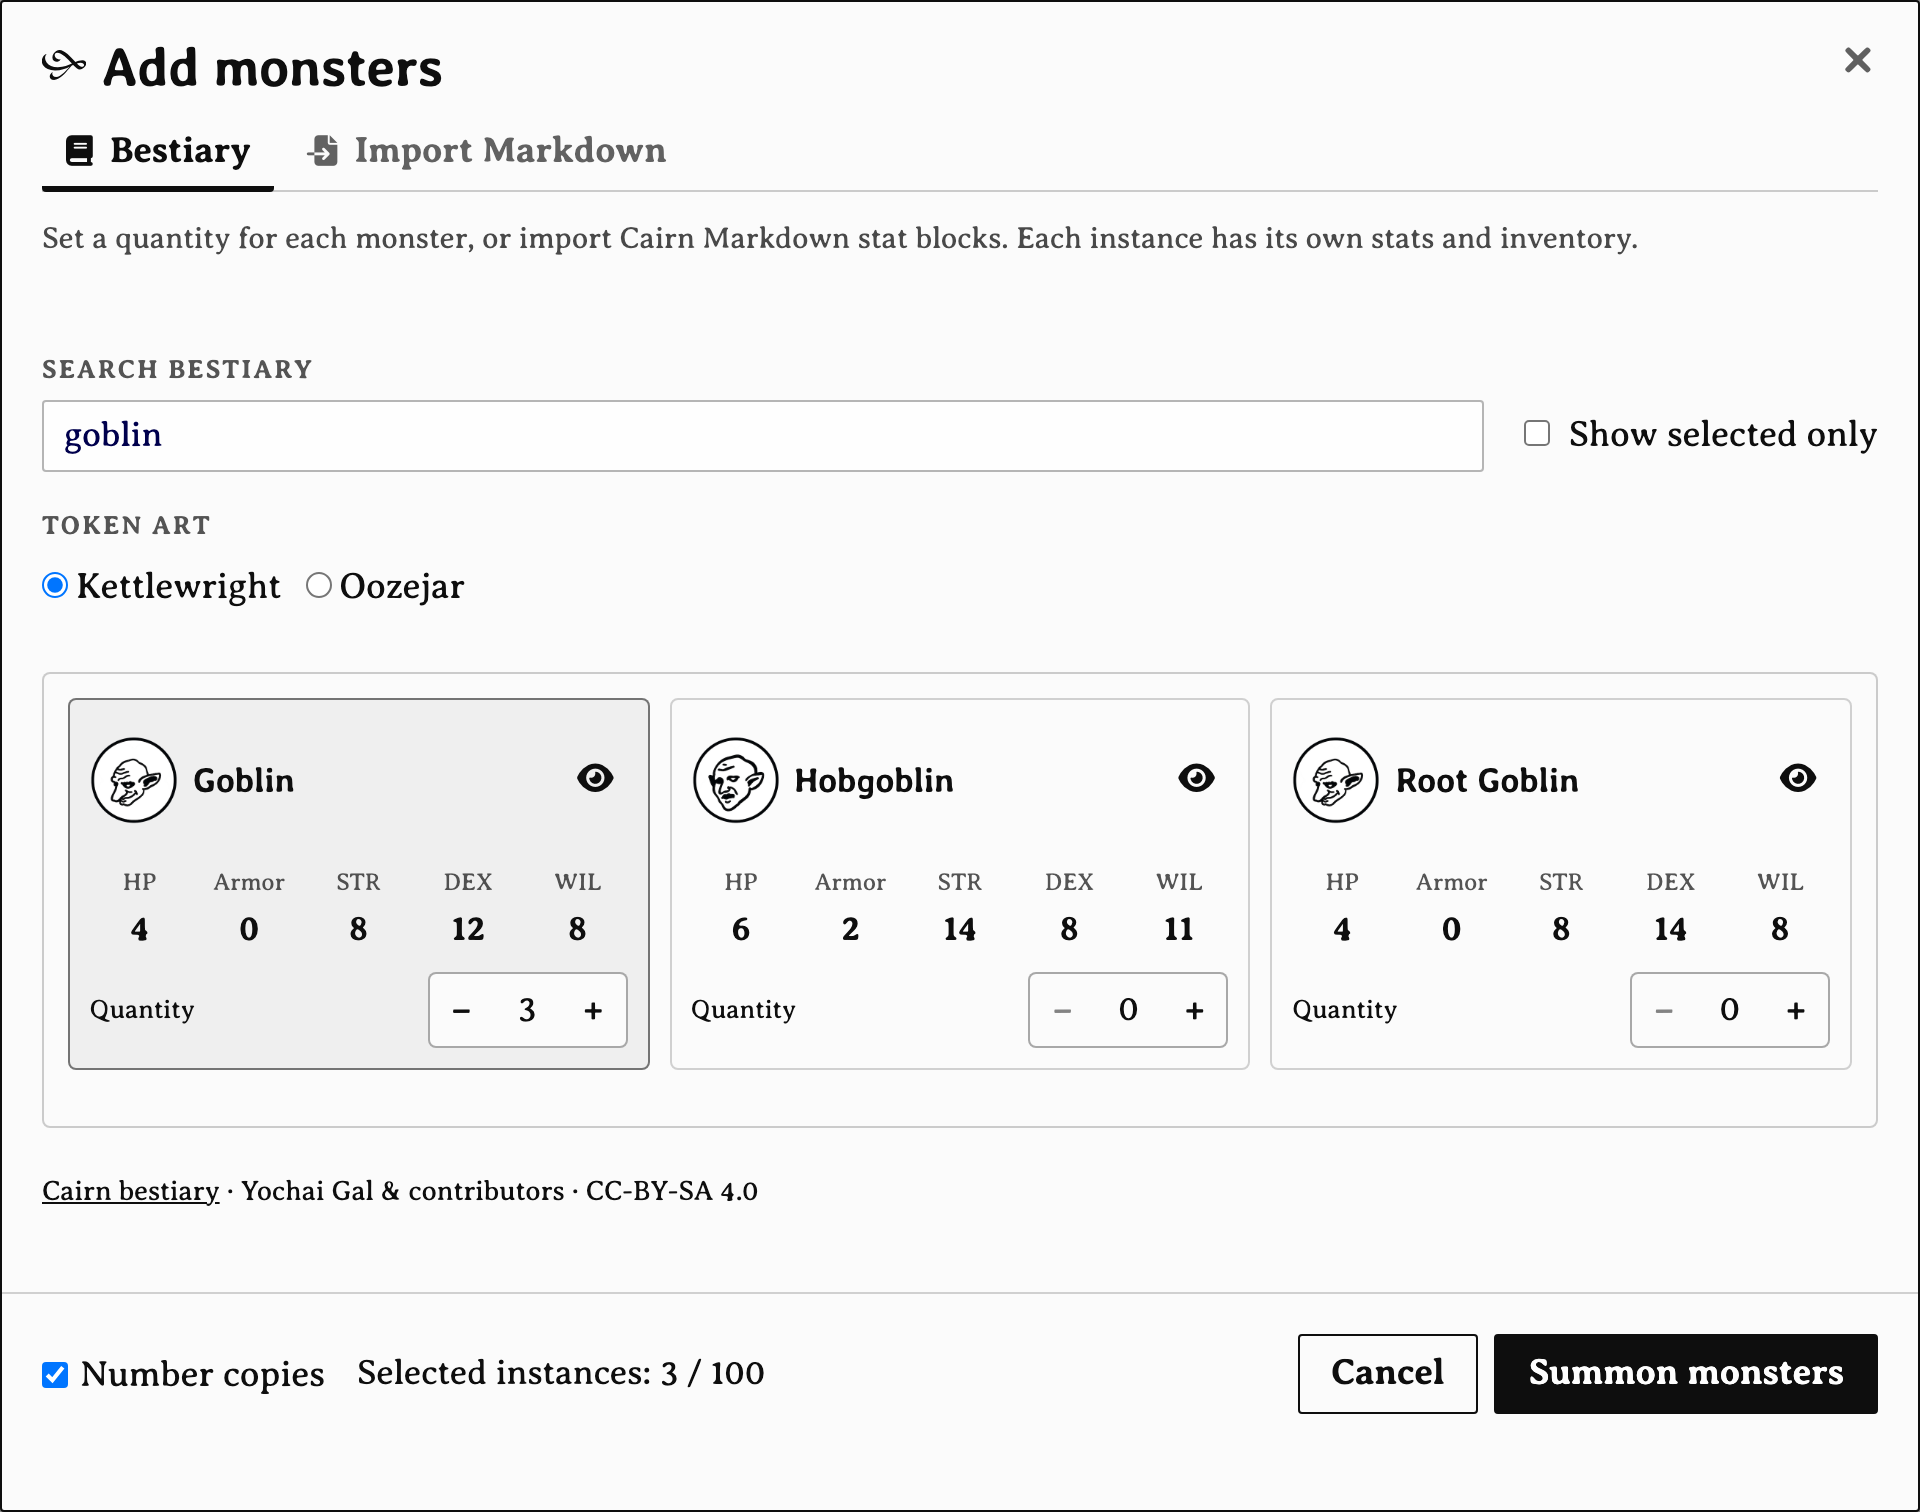 Add monsters
Bestiary Import Markdown
Set a quantity for each monster, or import Cairn Markdown stat blocks. Each instance has its own stats and inventory.
SEARCH BESTIARY
goblin
Show selected only
TOKEN ART
Kettlewright Oozejar
Goblin
HP Armor STR DEX WIL
4 0 8 12 8
Quantity − 3 +
Hobgoblin
HP Armor STR DEX WIL
6 2 14 8 11
Quantity − 0 +
Root Goblin
HP Armor STR DEX WIL
4 0 8 14 8
Quantity − 0 +
Cairn bestiary · Yochai Gal & contributors · CC-BY-SA 4.0
Number copies Selected instances: 3 / 100
Cancel Summon monsters